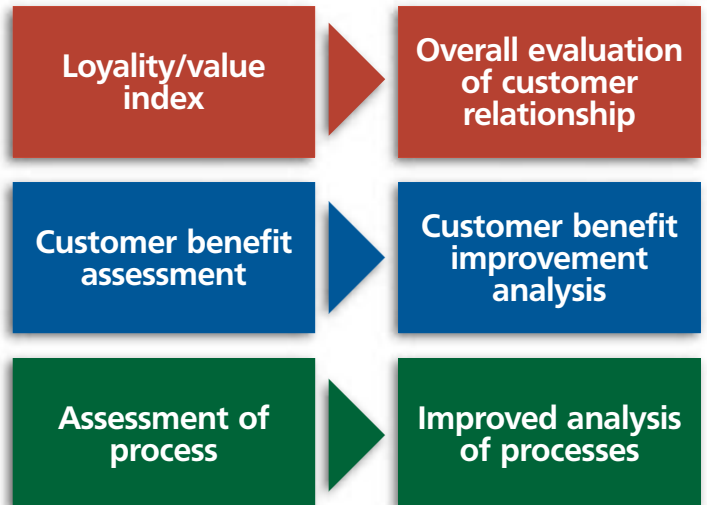 Loyality/value
index
Overall evaluation
of customer
relationship
Customer benefit
assessment
Customer benefit
improvement
analysis
Assessment of
process
Improved analysis
of processes